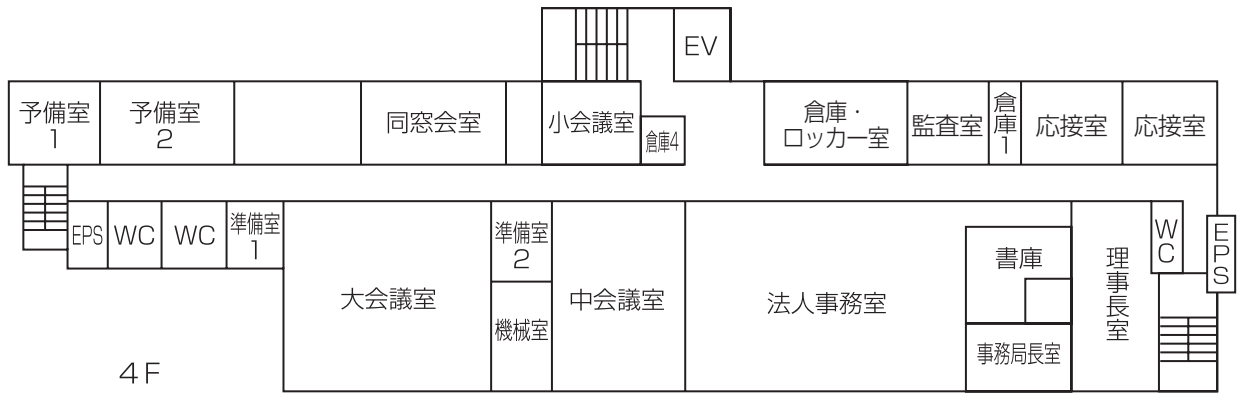 EV
予備室
1
予備室
2
同窓会室
小会議室
倉庫4
倉庫・
ロッカー室
監査室
倉庫1
応接室
応接室
EPS
WC
WC
準備室
1
大会議室
準備室
2
機械室
中会議室
法人事務室
書庫
事務局長室
理事長室
WC
EPS
4F